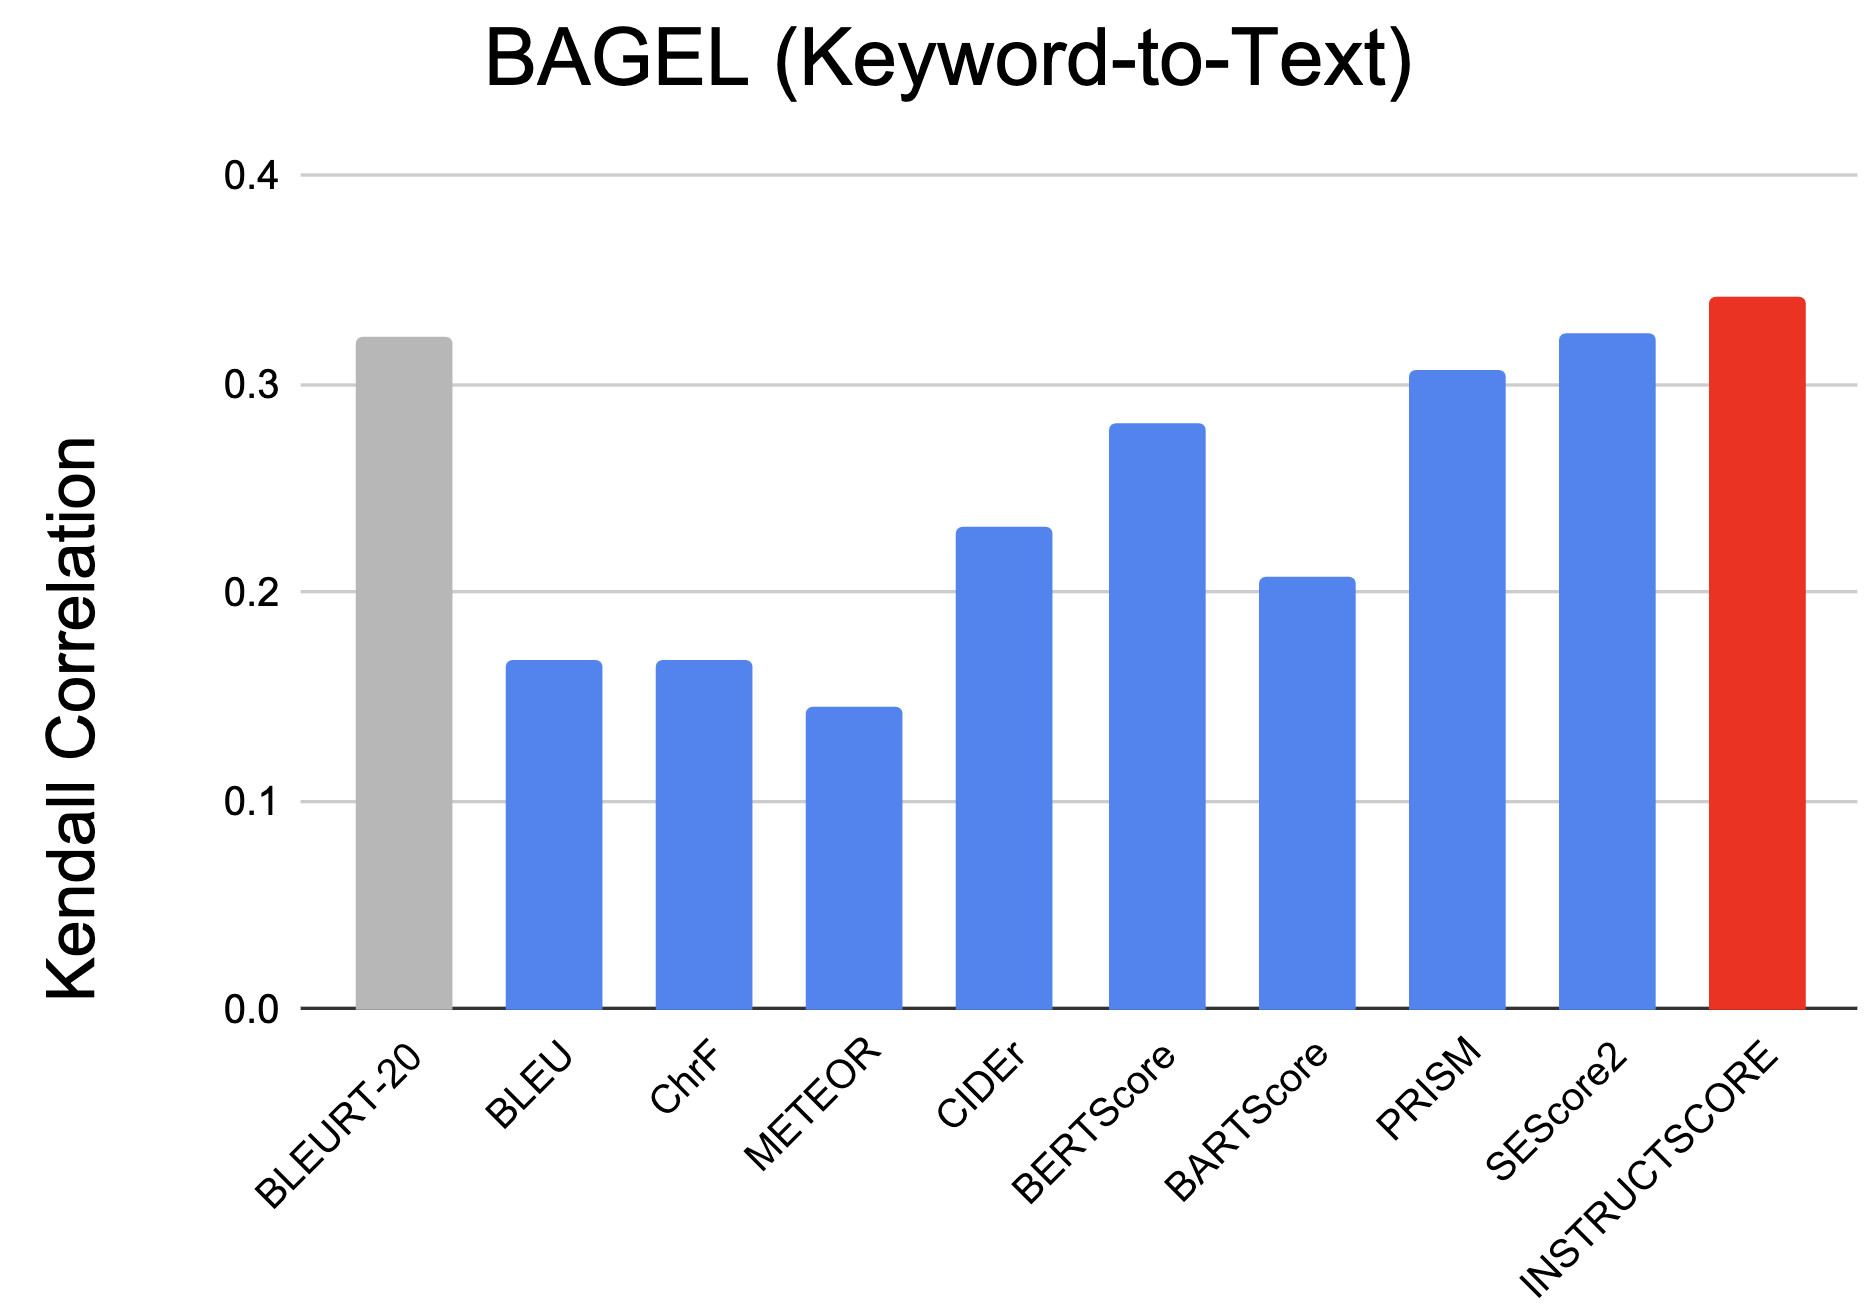 BAGEL (Keyword-to-Text)
Kendall Correlation
0.4
0.3
0.2
0.1
0.0
BLEURT-20
BLEU
ChrF
METEOR
CIDEr
BERTScore
BARTScore
PRISM
SEScore2
INSTRUCTSCORE